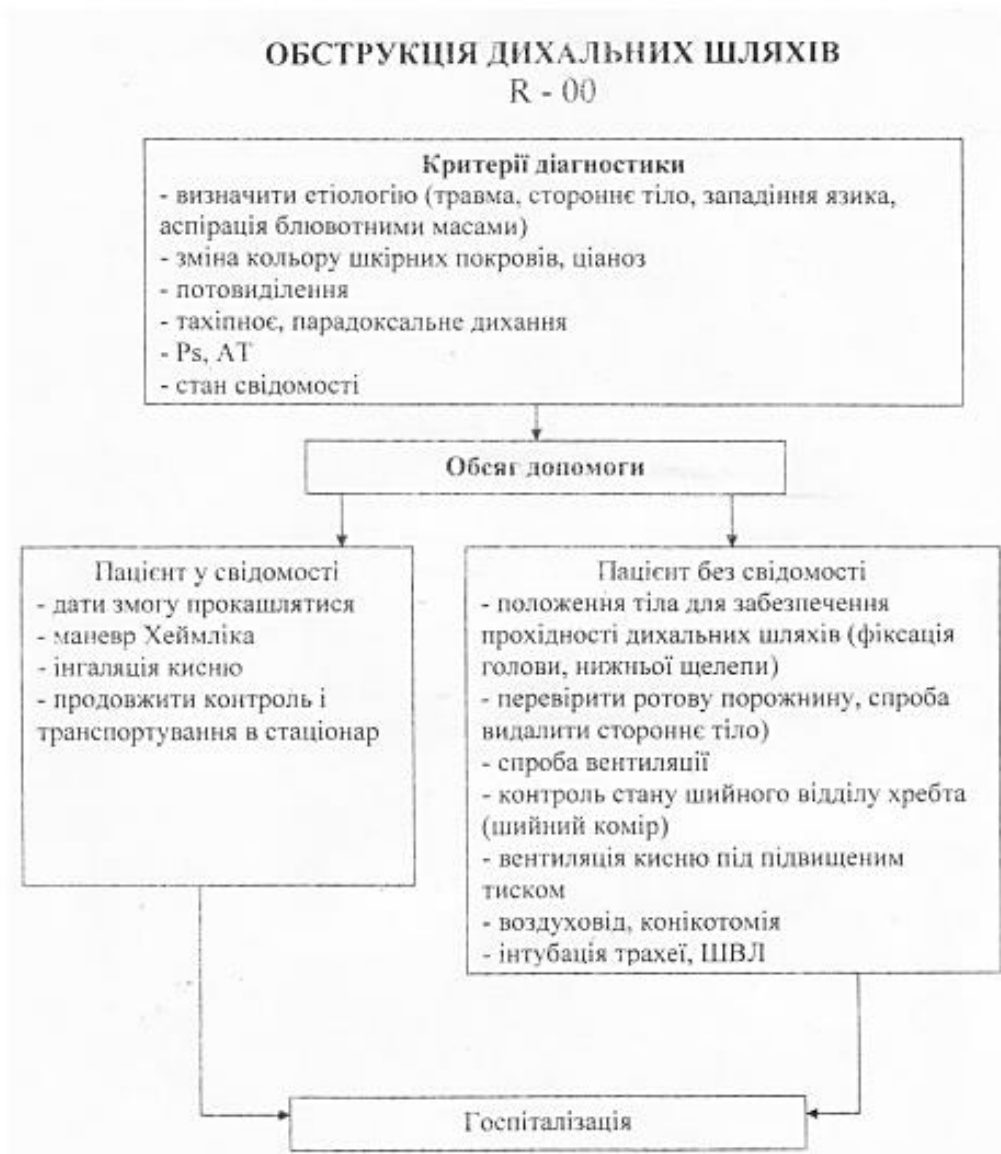 ОБСТРУКЦІЯ ДИХАЛЬНИХ ШЛЯХІВ
R - 00
Критерії діагностики
- визначити етіологію (травма, стороннє тіло, западіння язика,
аспірація блювотними масами)
- зміна кольору шкірних покровів, ціаноз
- потовиділення
- тахіпноє, парадоксальне дихання
- Ps, АТ
- стан свідомості
Обсяг допомоги
Пацієнт у свідомості
- дати змогу прокашлятися
- маневр Хеймліка
- інгаляція кисню
- продовжити контроль і
транспортування в стаціонар
Пацієнт без свідомості
- положення тіла для забезпечення
прохідності дихальних шляхів (фіксація
голови, нижньої щелепи)
- перевірити ротову порожнину, спроба
видалити стороннє тіло)
- спроба вентиляції
- контроль стану шийного відділу хребта
(шийний комір)
- вентиляція кисню під підвищеним
тиском
- воздуховід, конікотомія
- інтубація трахеї, ШВЛ
Госпіталізація